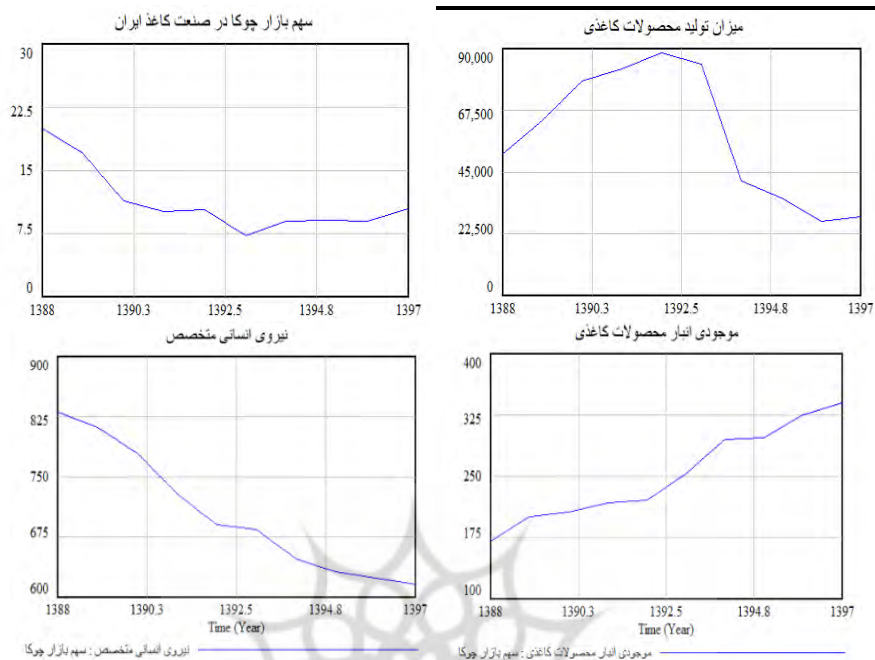 سهم بازار چوکا در صنعت کاغذ ایران
30
22.5
15
7.5
0
1388 1390.3 1392.5 1394.8 1397
میزان تولید محصولات کاغذی
90,000
67,500
45,000
22,500
0
1388 1390.3 1392.5 1394.8 1397
نیروی انسانی متخصص
900
825
750
675
600
1388 1390.3 1392.5 1394.8 1397
Time (Year)
نیروی انسانی متخصص : سهم بازار چوکا
موجودی انبار محصولات کاغذی
400
325
250
175
100
1388 1390.3 1392.5 1394.8 1397
Time (Year)
موجودی انبار محصولات کاغذی : سهم بازار چوکا